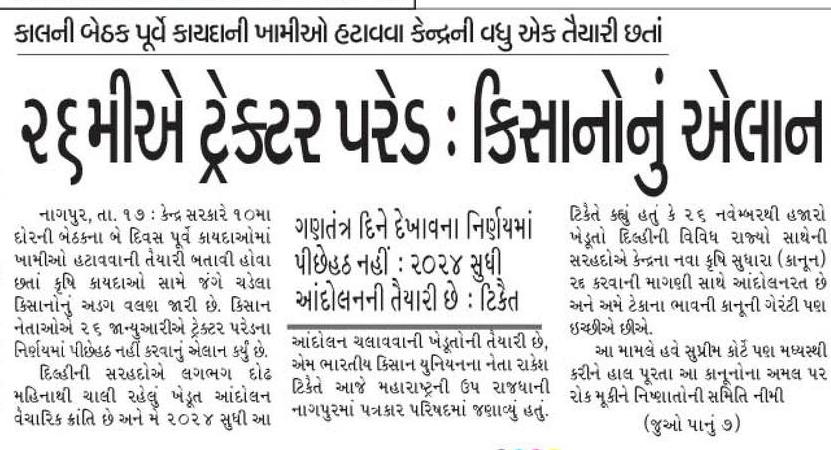 કાલની બેઠક પૂર્વે કાયદાની ખામીઓ હટાવવા કેન્દ્રની વધુ એક તૈયારી છતાં
૨૬મીએ ટ્રેક્ટર પરેડ : કિસાનોનું એલાન
નાગપુર, તા. ૧૭ : કેન્દ્ર સરકારે ૧૦મા
દોરની બેઠકના બે દિવસ પૂર્વે કાયદાઓમાં
ખામીઓ હટાવવાની તૈયારી બતાવી હોવા
છતાં કૃષિ કાયદાઓ સામે જંગે ચડેલા
કિસાનોનું અડગ વલણ જારી છે. કિસાન
નેતાઓએ ૨૬ જાન્યુઆરીએ ટ્રેક્ટર પરેડના
નિર્ણયમાં પીછેહઠ નહીં કરવાનું એલાન કર્યું છે.
દિલ્હીની સરહદોએ લગભગ દોઢ
મહિનાથી ચાલી રહેલું ખેડૂત આંદોલન
વૈચારિક ક્રાંતિ છે અને મે ૨૦૨૪ સુધી આ
ગણતંત્ર દિને દેખાવના નિર્ણયમાં
પીછેહઠ નહીં : ૨૦૨૪ સુધી
આંદોલનની તૈયારી છે : ટિકૈત
આંદોલન ચલાવવાની ખેડૂતોની તૈયારી છે,
એમ ભારતીય કિસાન યુનિયનના નેતા રાકેશ
ટિકૈતે આજે મહારાષ્ટ્રની ઉપ રાજધાની
નાગપુરમાં પત્રકાર પરિષદમાં જણાવ્યું હતું.
ટિકૈતે કહ્યું હતું કે ૨૬ નવેમ્બરથી હજારો
ખેડૂતો દિલ્હીની વિવિધ રાજ્યો સાથેની
સરહદોએ કેન્દ્રના નવા કૃષિ સુધારા (કાનૂન)
રદ્દ કરવાની માગણી સાથે આંદોલનરત છે
અને અમે ટેકાના ભાવની કાનૂની ગેરંટી પણ
ઇચ્છીએ છીએ.
આ મામલે હવે સુપ્રીમ કોર્ટે પણ મધ્યસ્થી
કરીને હાલ પૂરતા આ કાનૂનોના અમલ પર
રોક મૂકીને નિષ્ણાતોની સમિતિ નીમી
(જુઓ પાનું ૭)